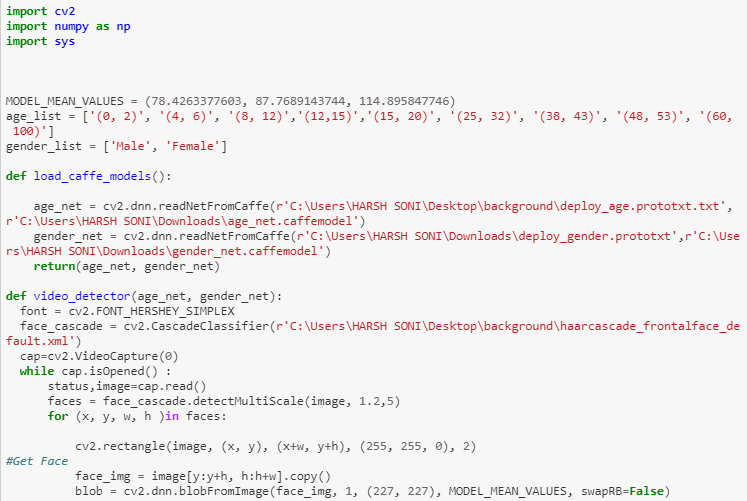 import cv2
import numpy as np
import sys
MODEL_MEAN_VALUES = (78.4263377603, 87.7689143744, 114.895847746)
age_list = ['(0, 2)', '(4, 6)', '(8, 12)','(12,15)','(15, 20)', '(25, 32)', '(38, 43)', '(48, 53)', '(60,
 100)']
gender_list = ['Male', 'Female']
def load_caffe_models():
    age_net = cv2.dnn.readNetFromCaffe(r'C:\Users\HARSH SONI\Desktop\background\deploy_age.prototxt.txt',
r'C:\Users\HARSH SONI\Downloads\age_net.caffemodel')
    gender_net = cv2.dnn.readNetFromCaffe(r'C:\Users\HARSH SONI\Downloads\deploy_gender.prototxt',r'C:\Use
rs\HARSH SONI\Downloads\gender_net.caffemodel')
    return(age_net, gender_net)
def video_detector(age_net, gender_net):
  font = cv2.FONT_HERSHEY_SIMPLEX
  face_cascade = cv2.CascadeClassifier(r'C:\Users\HARSH SONI\Desktop\background\haarcascade_frontalface_de
fault.xml')
  cap=cv2.VideoCapture(0)
  while cap.isOpened() :
      status,image=cap.read()
      faces = face_cascade.detectMultiScale(image, 1.2,5)
      for (x, y, w, h )in faces:
          cv2.rectangle(image, (x, y), (x+w, y+h), (255, 255, 0), 2)
#Get Face
          face_img = image[y:y+h, h:h+w].copy()
          blob = cv2.dnn.blobFromImage(face_img, 1, (227, 227), MODEL_MEAN_VALUES, swapRB=False)